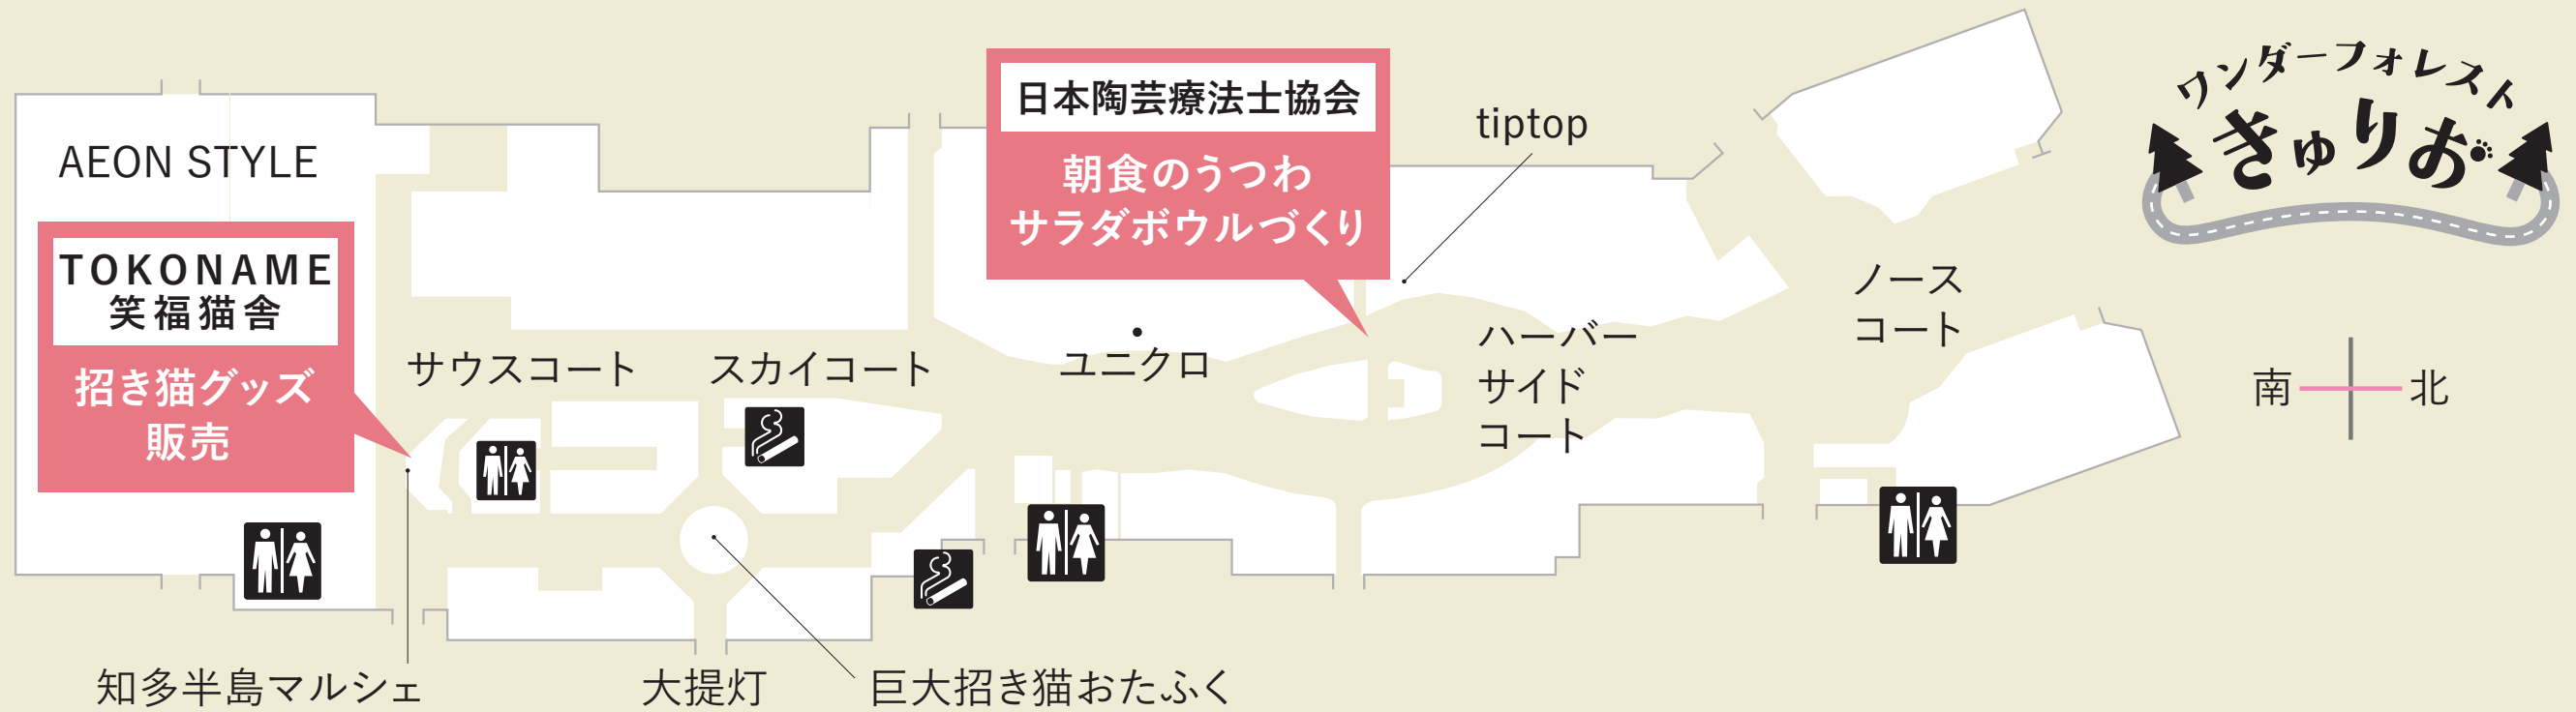 AEON STYLE
TOKONAME
笑福猫舎
招き猫グッズ
販売
サウスコート
スカイコート
日本陶芸療法士協会
朝食のうつわ
サラダボウルづくり
tiptop
ユニクロ
ハーバー
サイド
コート
ノース
コート
ワンダーフォレスト
きゅりお
南
北
知多半島マルシェ
大提灯
巨大招き猫おたふく